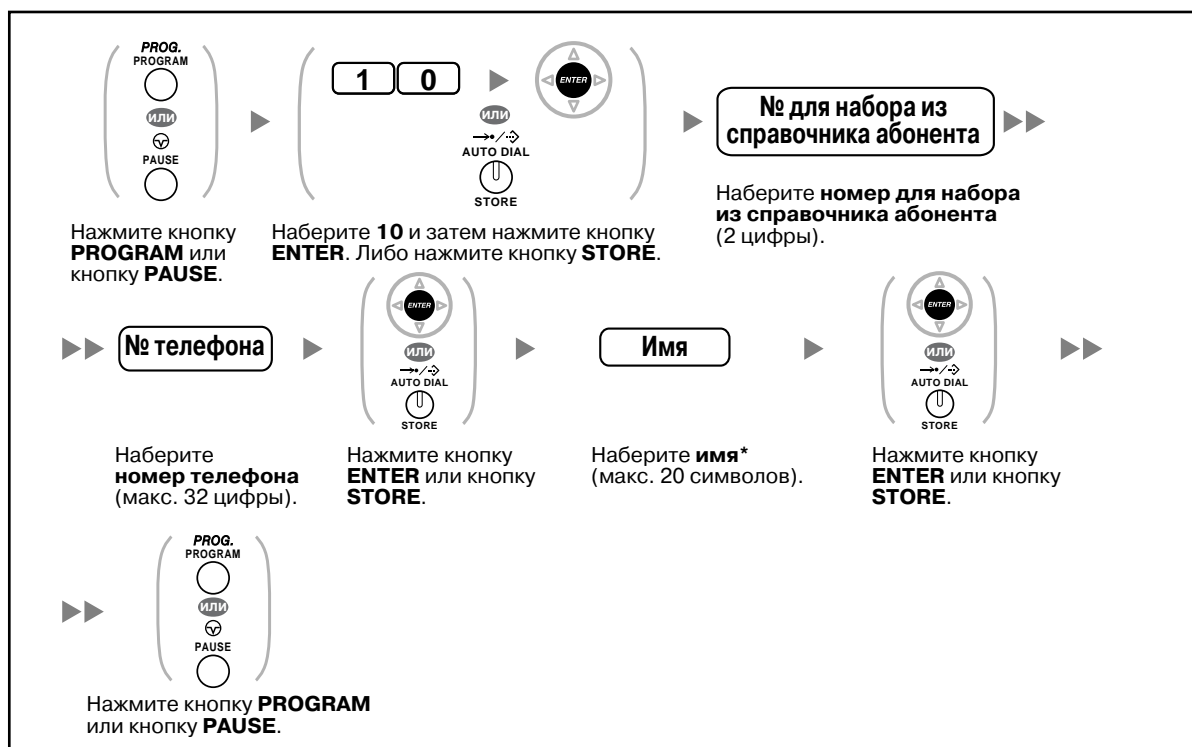 PROG.
PROGRAM
или
PAUSE
Нажмите кнопку
PROGRAM или
кнопку PAUSE.
1 0
ENTER
или
AUTO DIAL
STORE
Наберите 10 и затем нажмите кнопку
ENTER. Либо нажмите кнопку STORE.
№ для набора из
справочника абонента
Наберите номер для набора
из справочника абонента
(2 цифры).
№ телефона
Наберите
номер телефона
(макс. 32 цифры).
ENTER
или
AUTO DIAL
STORE
Нажмите кнопку
ENTER или кнопку
STORE.
Имя
Наберите имя*
(макс. 20 символов).
ENTER
или
AUTO DIAL
STORE
Нажмите кнопку
ENTER или кнопку
STORE.
PROG.
PROGRAM
или
PAUSE
Нажмите кнопку PROGRAM
или кнопку PAUSE.